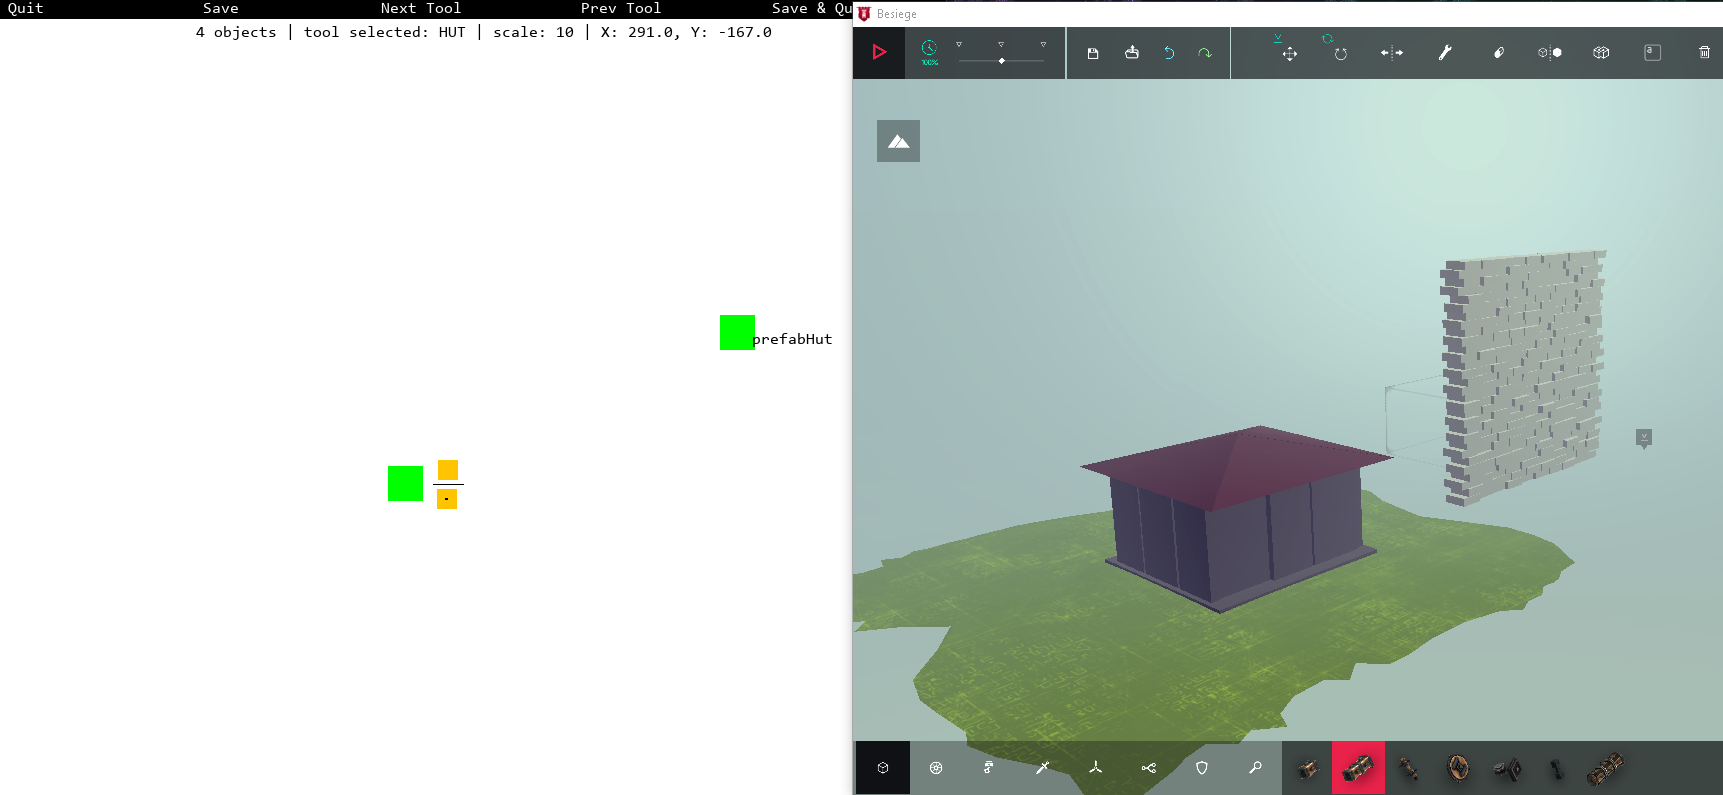 Quit Save Next Tool Prev Tool Save & Qu
4 objects | tool selected: HUT | scale: 10 | X: 291.0, Y: -167.0
prefabHut
Besiege
100%